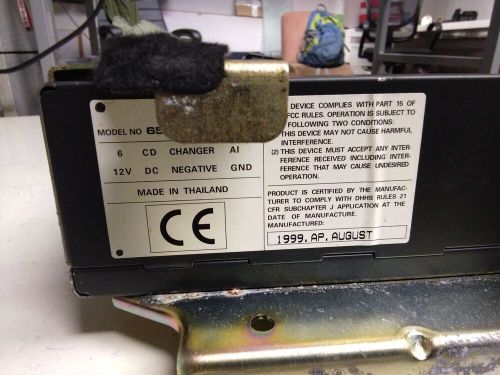 MODEL NO 65
6 CD CHANGER AI
12V DC NEGATIVE GND
MADE IN THAILAND
CE
DEVICE COMPLIES WITH PART 15 OF
FCC RULES. OPERATION IS SUBJECT TO
FOLLOWING TWO CONDITIONS:
THIS DEVICE MAY NOT CAUSE HARMFUL
INTERFERENCE.
(2) THIS DEVICE MUST ACCEPT ANY INTER-
FERENCE RECEIVED INCLUDING INTER-
FERENCE THAT MAY CAUSE UNDESIRED
OPERATION.
PRODUCT IS CERTIFIED BY THE MANUFAC-
TURER TO COMPLY WITH DHHS RULES 21
CFR SUBCHAPTER J APPLICATION AT THE
DATE OF MANUFACTURE.
MANUFACTURED:
1999.AP.AUGUST